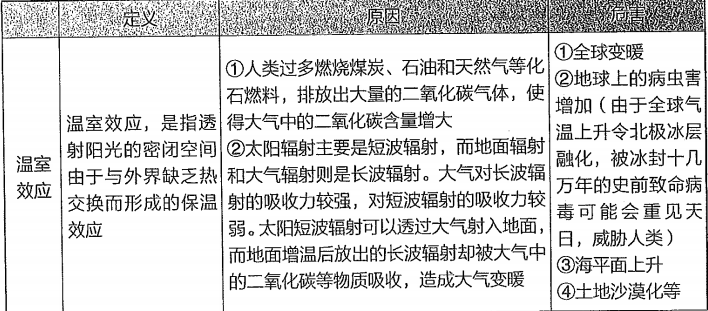 定义
原因
危害
温室
效应
温室效应，是指透
射阳光的密闭空间
由于与外界缺乏热
交换而形成的保温
效应
①人类过多燃烧煤炭、石油和天然气等化
石燃料，排放出大量的二氧化碳气体，使
得大气中的二氧化碳含量增大
②太阳辐射主要是短波辐射，而地面辐射
和大气辐射则是长波辐射。大气对长波辐
射的吸收力较强，对短波辐射的吸收力较
弱。太阳短波辐射可以透过大气射入地面，
而地面增温后放出的长波辐射却被大气中
的二氧化碳等物质吸收，造成大气变暖
①全球变暖
②地球上的病虫害
增加（由于全球气
温上升令北极冰层
融化，被冰封十几
万年的史前致命病
毒可能会重见天
日，威胁人类）
③海平面上升
④土地沙漠化等